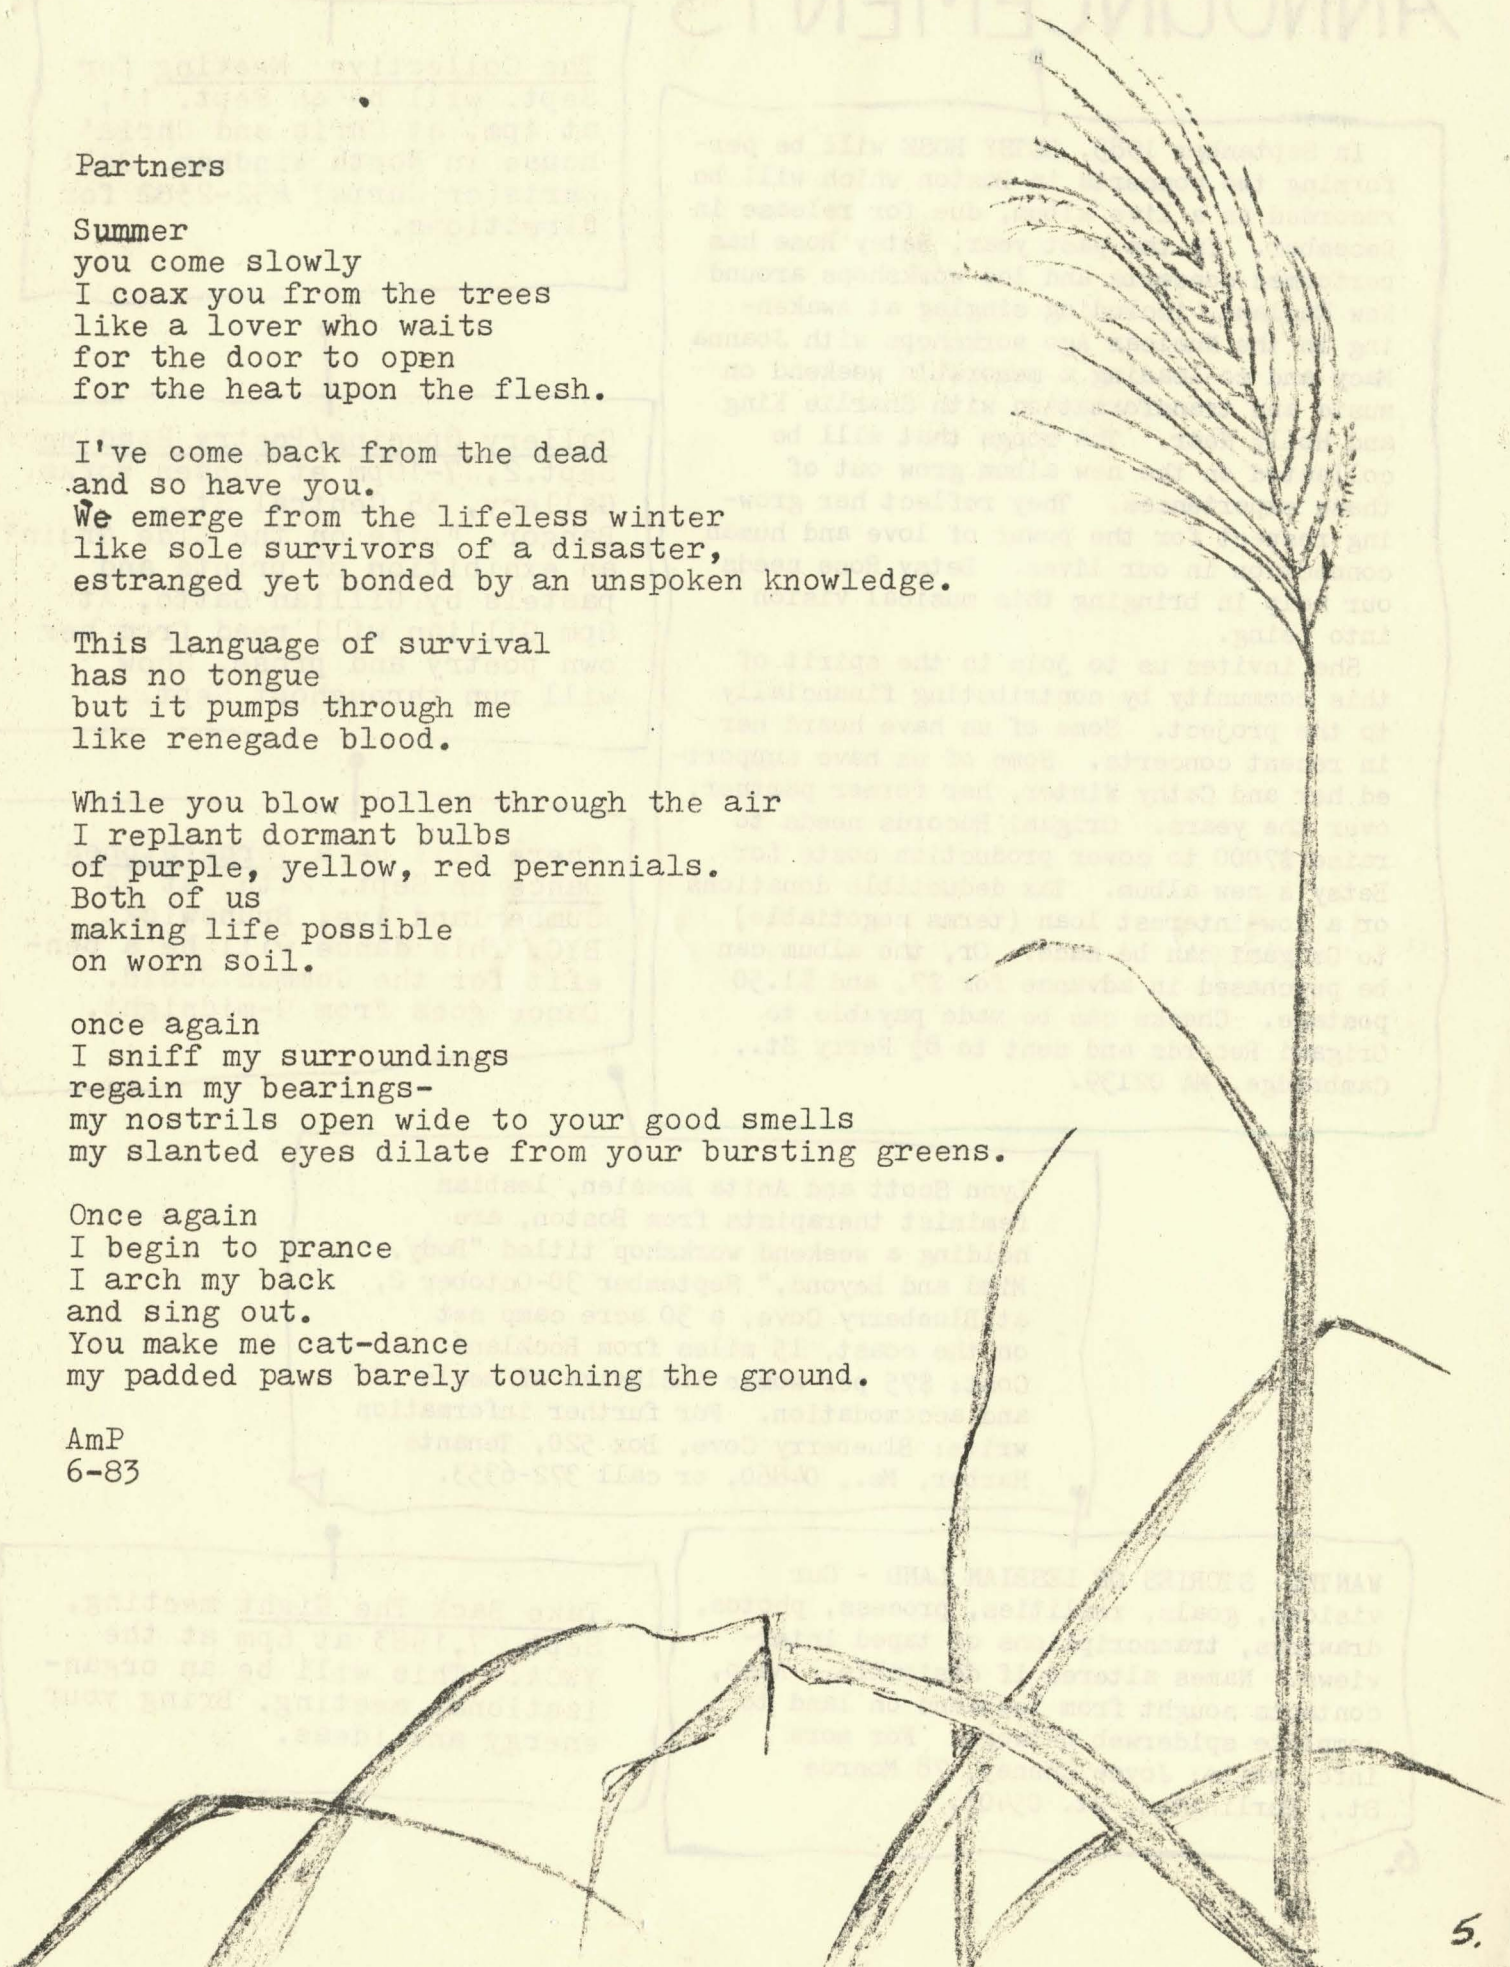 Partners
Summer
you come slowly
I coax you from the trees
like a lover who waits
for the door to open
for the heat upon the flesh.
I've come back from the dead
and so have you.
We emerge from the lifeless winter
like sole survivors of a disaster,
estranged yet bonded by an unspoken knowledge.
This language of survival
has no tongue
but it pumps through me
like renegade blood.
While you blow pollen through the air
I replant dormant bulbs
of purple, yellow, red perennials.
Both of us
making life possible
on worn soil.
once again
I sniff my surroundings
regain my bearings-
my nostrils open wide to your good smells
my slanted eyes dilate from your bursting greens.
Once again
I begin to prance
I arch my back
and sing out.
You make me cat-dance
my padded paws barely touching the ground.
AmP
6-83
5.